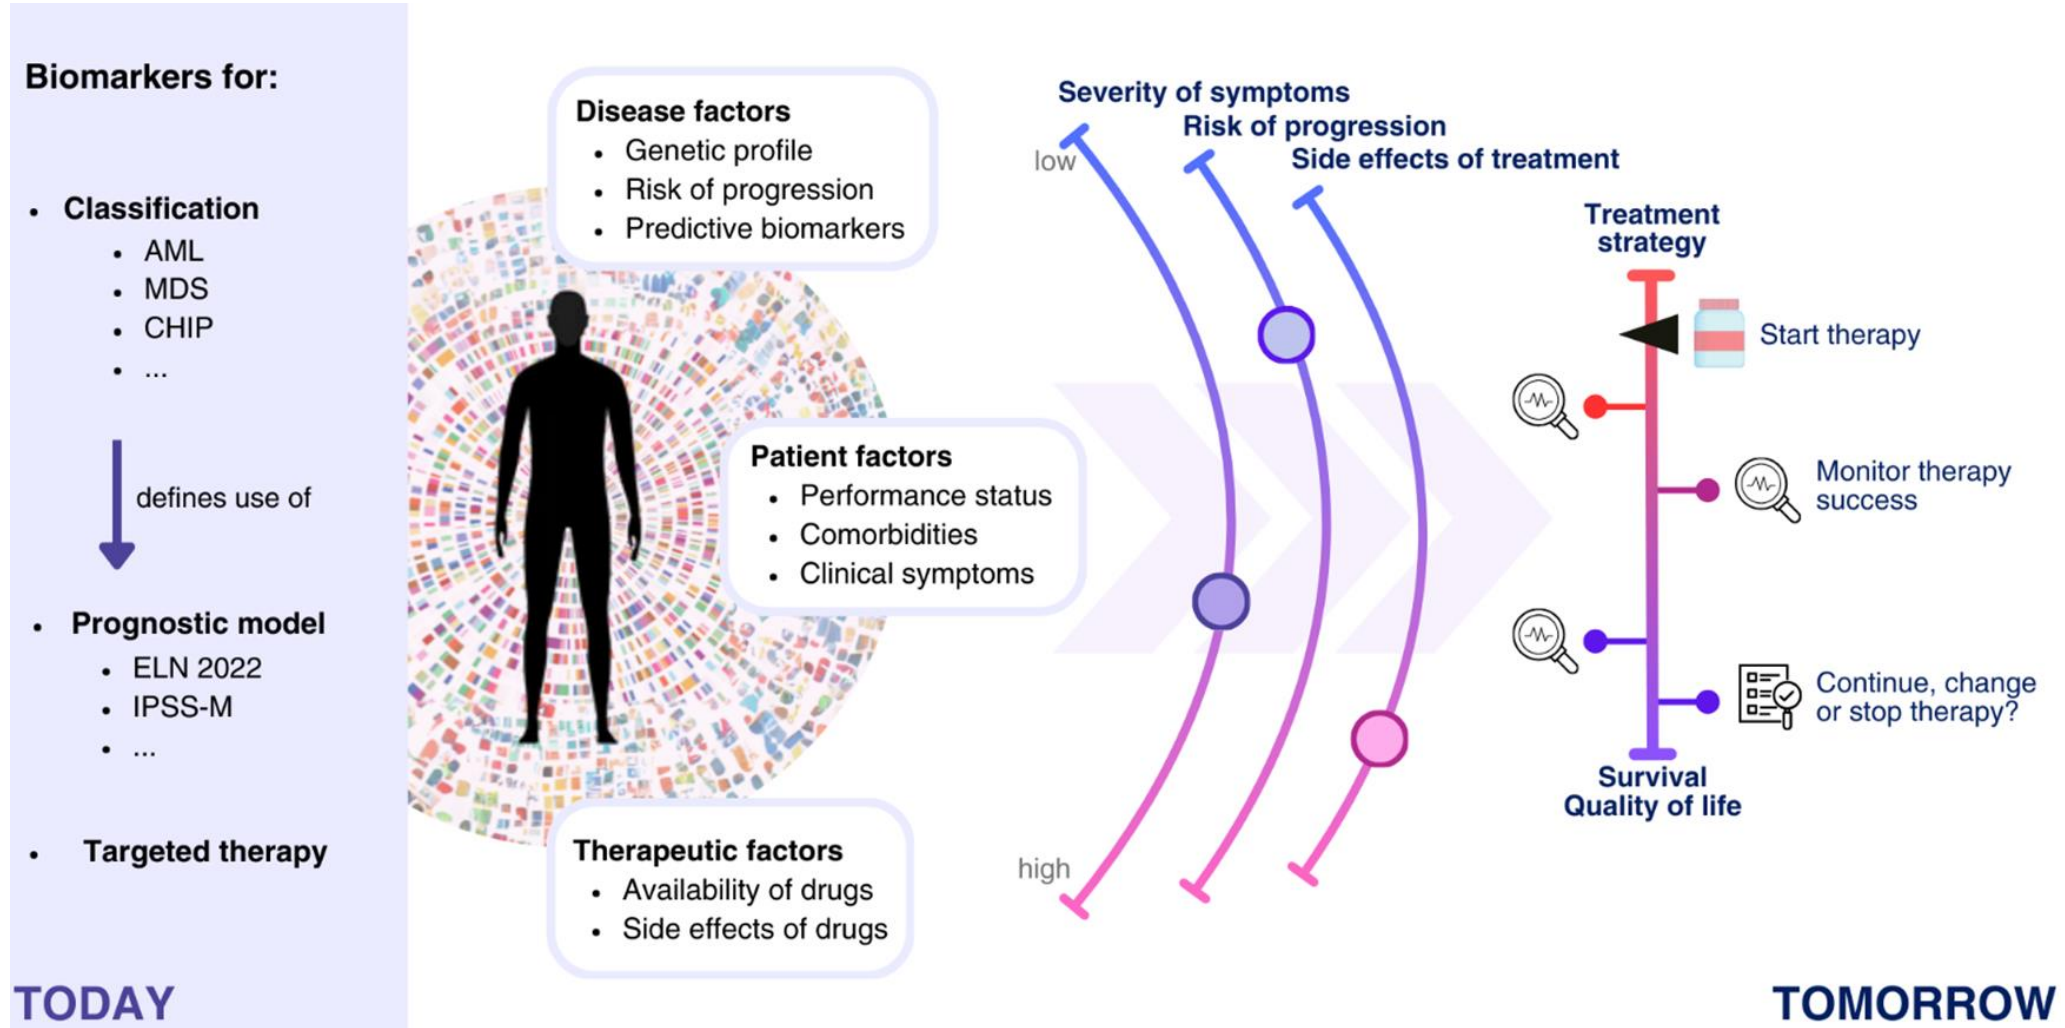 Biomarkers for:
• Classification
• AML
• MDS
• CHIP
• ...
defines use of
• Prognostic model
• ELN 2022
• IPSS-M
• ...
• Targeted therapy
TODAY
Disease factors
• Genetic profile
• Risk of progression
• Predictive biomarkers
Patient factors
• Performance status
• Comorbidities
• Clinical symptoms
Therapeutic factors
• Availability of drugs
• Side effects of drugs
Severity of symptoms
Risk of progression
Side effects of treatment
low
high
Treatment
strategy
Start therapy
Monitor therapy
success
Continue, change
or stop therapy?
Survival
Quality of life
TOMORROW